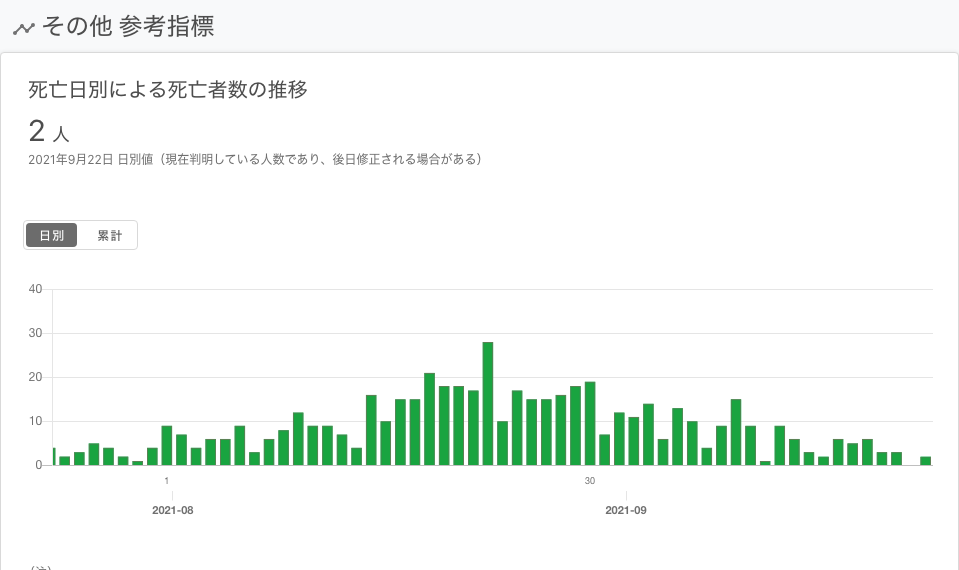 その他 参考指標
死亡日別による死亡者数の推移
2 人
2021年9月22日 日別値（現在判明している人数であり、後日修正される場合がある）
日別 累計
40
30
20
10
0
1 30
2021-08 2021-09